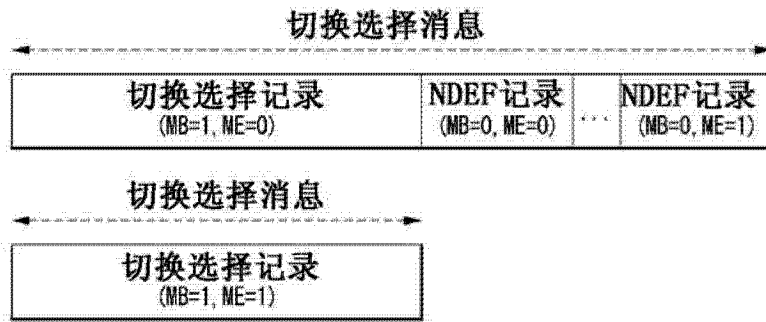 切换选择消息
切换选择记录 NDEF记录 ... NDEF记录
(MB=1, ME=0) (MB=0, ME=0) (MB=0, ME=1)
切换选择消息
切换选择记录
(MB=1, ME=1)